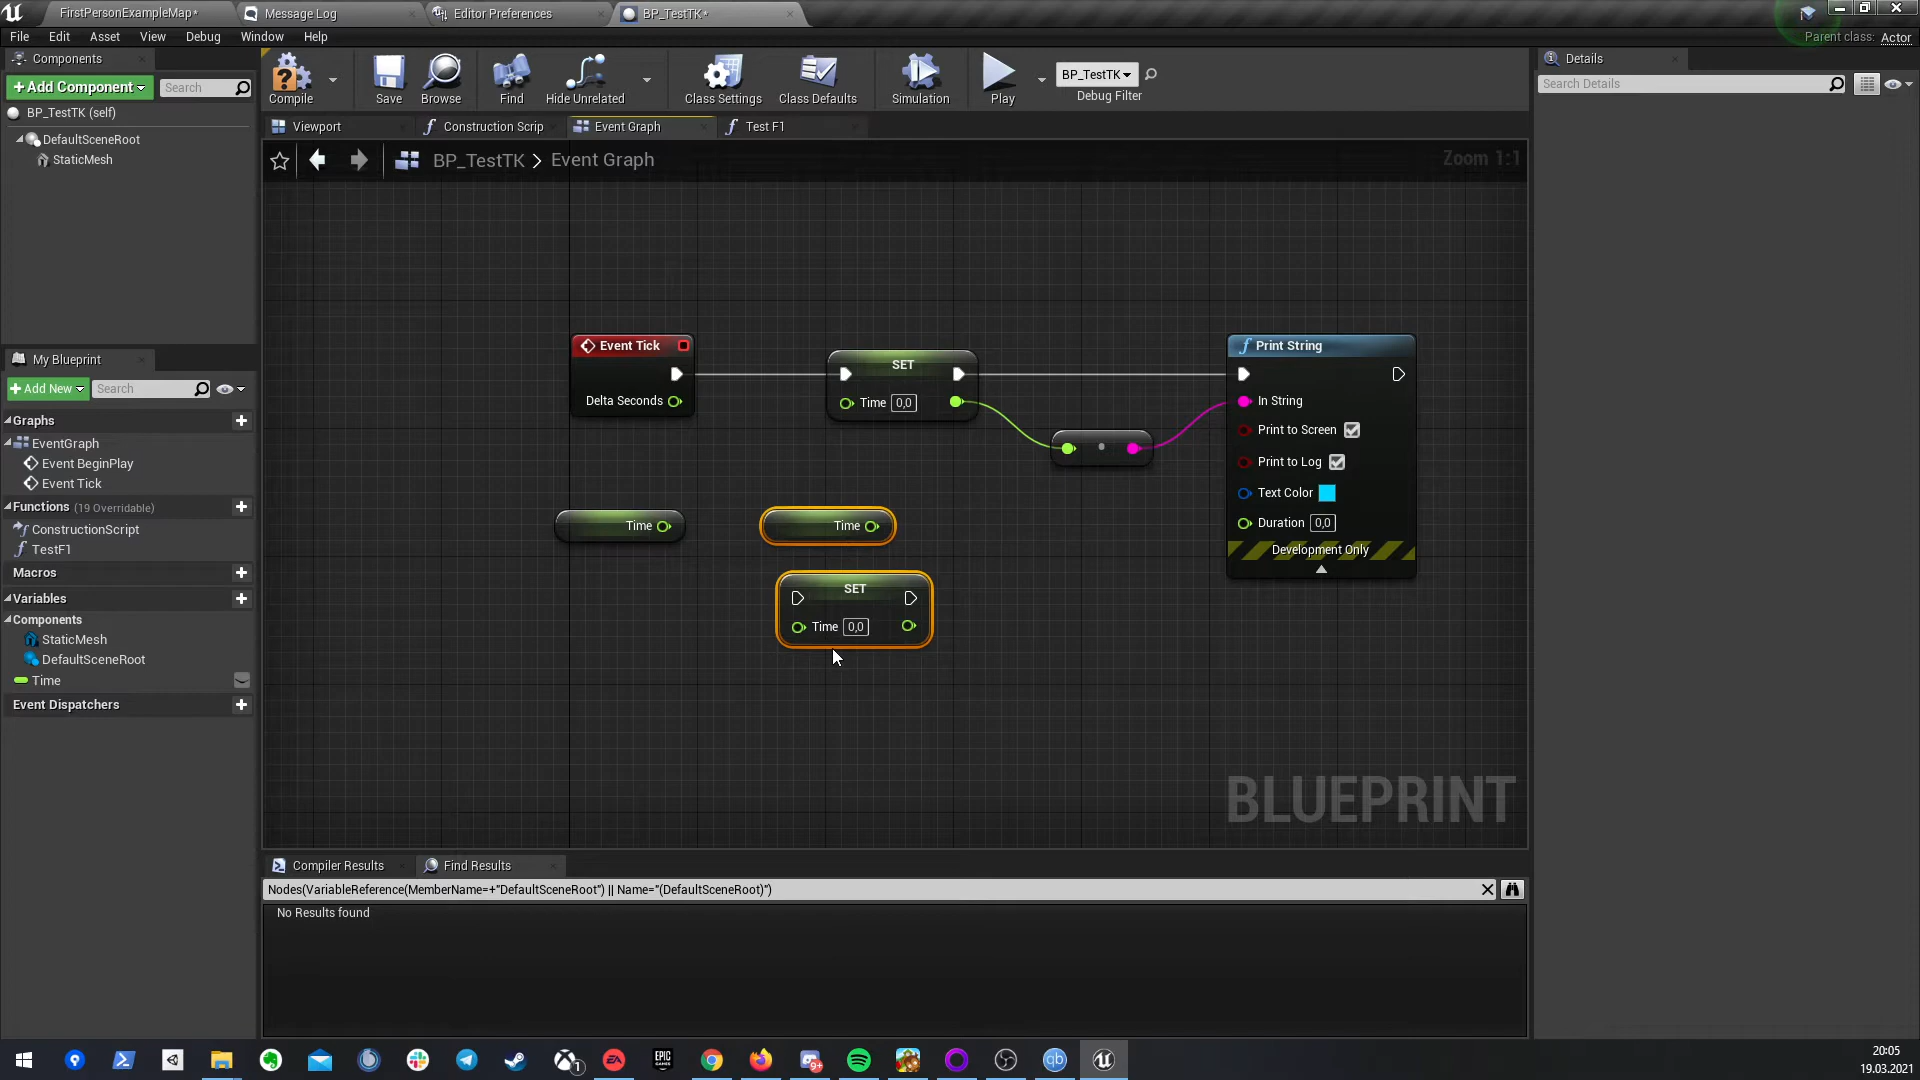 FirstPersonExampleMap*
Message Log
Editor Preferences
BP_TestTK*
File
Edit
Asset
View
Debug
Window
Help
Parent class: Actor
Components
+Add Component
Search
BP_TestTK (self)
DefaultSceneRoot
StaticMesh
Compile
Save
Browse
Find
Hide Unrelated
Class Settings
Class Defaults
Simulation
Play
BP_TestTK
Debug Filter
Details
Search Details
Viewport
Construction Scrip
Event Graph
Test F1
BP_TestTK > Event Graph
Zoom 1:1
My Blueprint
+Add New
Search
Graphs
EventGraph
Event BeginPlay
Event Tick
Functions (19 Overridable)
ConstructionScript
TestF1
Macros
Variables
Components
StaticMesh
DefaultSceneRoot
Time
Event Dispatchers
Event Tick
Delta Seconds
SET
Time 0,0
Print String
In String
Print to Screen
Print to Log
Text Color
Duration 0,0
Development Only
Time
Time
SET
Time 0,0
BLUEPRINT
Compiler Results
Find Results
Nodes(VariableReference(MemberName=+"DefaultSceneRoot") || Name="(DefaultSceneRoot)")
No Results found
EPIC
GAMES
EA
1
9+
qb
20:05
19.03.2021